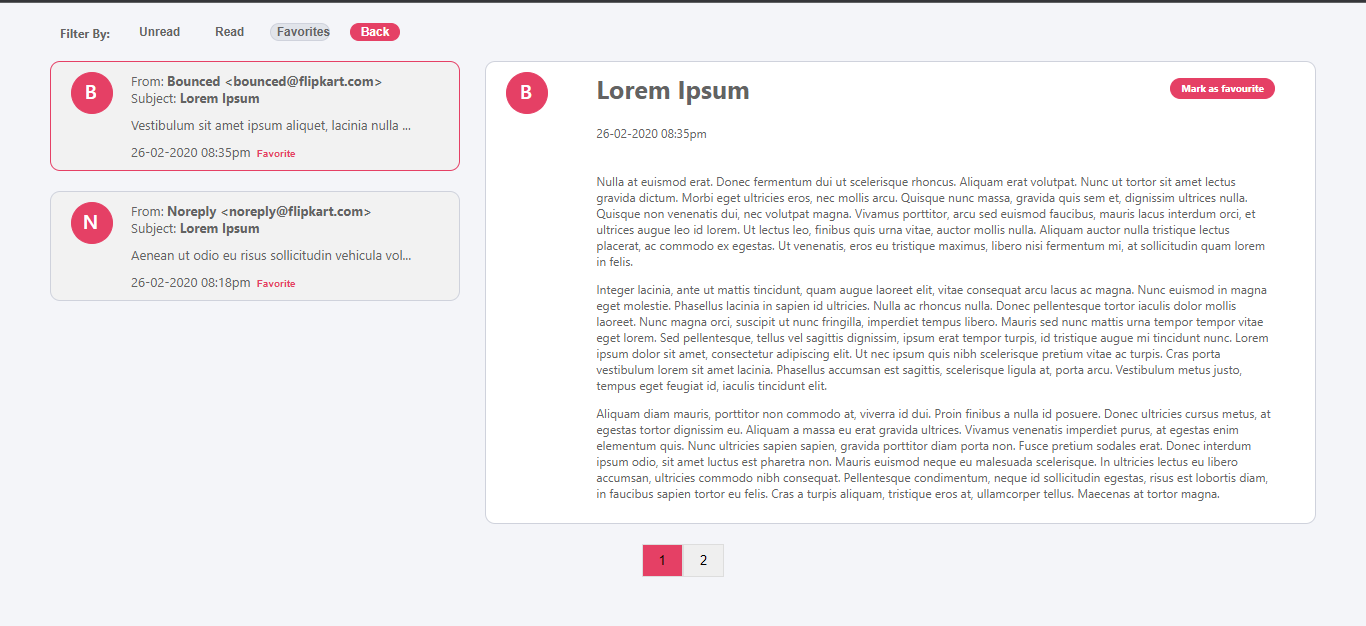 Filter By: Unread Read Favorites Back
B
From: Bounced <bounced@flipkart.com>
Subject: Lorem Ipsum
Vestibulum sit amet ipsum aliquet, lacinia nulla ...
26-02-2020 08:35pm Favorite
N
From: Noreply <noreply@flipkart.com>
Subject: Lorem Ipsum
Aenean ut odio eu risus sollicitudin vehicula vol...
26-02-2020 08:18pm Favorite
B
Lorem Ipsum
Mark as favourite
26-02-2020 08:35pm
Nulla at euismod erat. Donec fermentum dui ut scelerisque rhoncus. Aliquam erat volutpat. Nunc ut tortor sit amet lectus
gravida dictum. Morbi eget ultricies eros, nec mollis arcu. Quisque nunc massa, gravida quis sem et, dignissim ultrices nulla.
Quisque non venenatis dui, nec volutpat magna. Vivamus porttitor, arcu sed euismod faucibus, mauris lacus interdum orci, et
ultrices augue leo id lorem. Ut lectus leo, finibus quis urna vitae, auctor mollis nulla. Aliquam auctor nulla tristique lectus
placerat, ac commodo ex egestas. Ut venenatis, eros eu tristique maximus, libero nisi fermentum mi, at sollicitudin quam lorem
in felis.
Integer lacinia, ante ut mattis tincidunt, quam augue laoreet elit, vitae consequat arcu lacus ac magna. Nunc euismod in magna
eget molestie. Phasellus lacinia in sapien id ultricies. Nulla ac rhoncus nulla. Donec pellentesque tortor iaculis dolor mollis
laoreet. Nunc magna orci, suscipit ut nunc fringilla, imperdiet tempus libero. Mauris sed nunc mattis urna tempor tempor vitae
eget lorem. Sed pellentesque, tellus vel sagittis dignissim, ipsum erat tempor turpis, id tristique augue mi tincidunt nunc. Lorem
ipsum dolor sit amet, consectetur adipiscing elit. Ut nec ipsum quis nibh scelerisque pretium vitae ac turpis. Cras porta
vestibulum lorem sit amet lacinia. Phasellus accumsan est sagittis, scelerisque ligula at, porta arcu. Vestibulum metus justo,
tempus eget feugiat id, iaculis tincidunt elit.
Aliquam diam mauris, porttitor non commodo at, viverra id dui. Proin finibus a nulla id posuere. Donec ultricies cursus metus, at
egestas tortor dignissim eu. Aliquam a massa eu erat gravida ultrices. Vivamus venenatis imperdiet purus, at egestas enim
elementum quis. Nunc ultricies sapien sapien, gravida porttitor diam porta non. Fusce pretium sodales erat. Donec interdum
ipsum odio, sit amet luctus est pharetra non. Mauris euismod neque eu malesuada scelerisque. In ultricies lectus eu libero
accumsan, ultricies commodo nibh consequat. Pellentesque condimentum, neque id sollicitudin egestas, risus est lobortis diam,
in faucibus sapien tortor eu felis. Cras a turpis aliquam, tristique eros at, ullamcorper tellus. Maecenas at tortor magna.
1 2